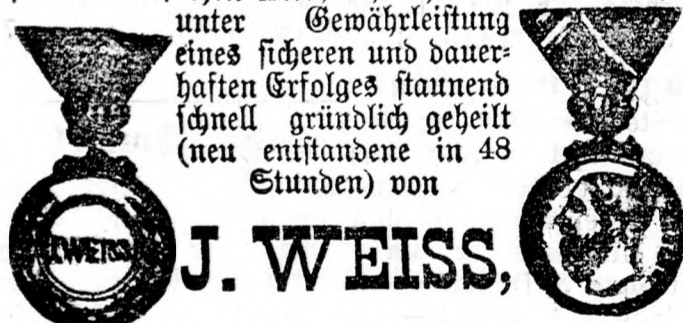 unter Gewährleiſtung
eines ſicheren und dauer⸗
haften Erfolges ſtaunend
ſchnell gründlich geheilt
(neu entſtandene in 48
Stunden) von
J. WEISS
J. WEISS,